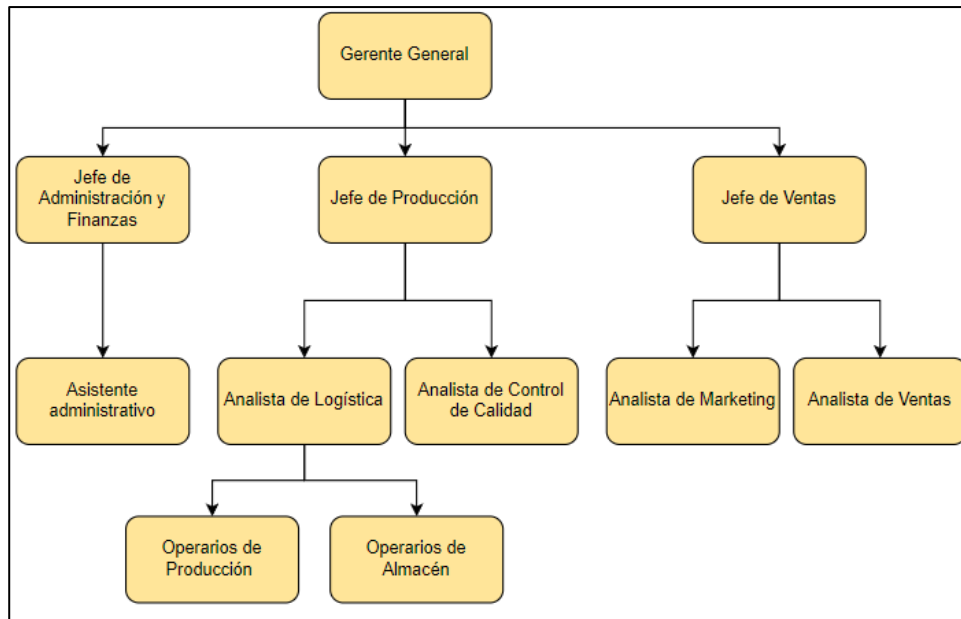 Gerente General
Jefe de
Administración y
Finanzas
Jefe de Producción
Jefe de Ventas
Asistente
administrativo
Analista de Logística
Analista de Control
de Calidad
Analista de Marketing
Analista de Ventas
Operarios de
Producción
Operarios de
Almacén